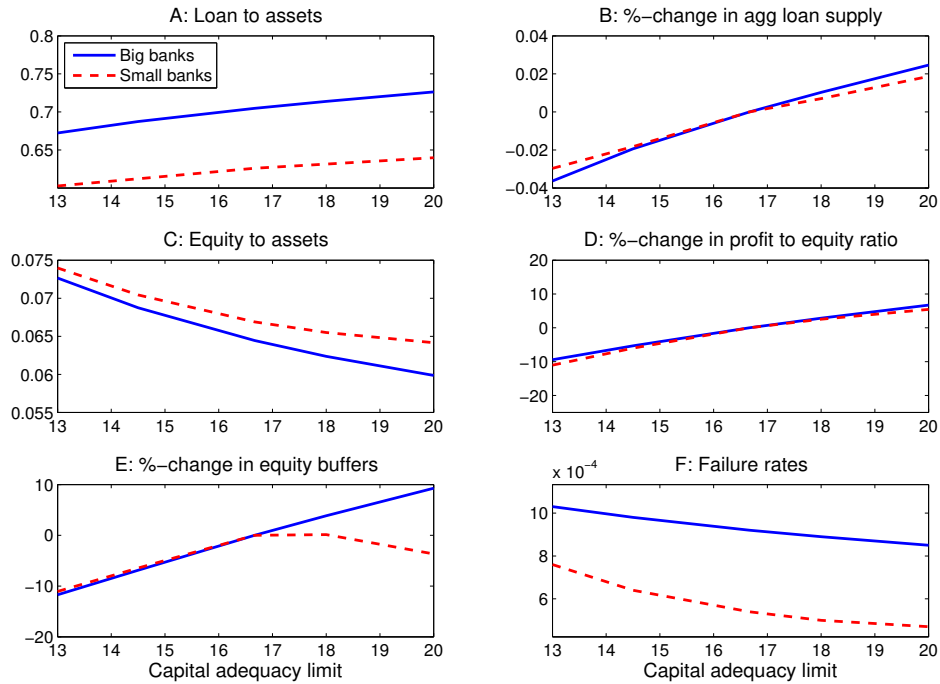 A: Loan to assets
0.8
0.75
0.7
0.65
Big banks
Small banks
13 14 15 16 17 18 19 20
B: %−change in agg loan supply
0.04
0.02
0
−0.02
−0.04
13 14 15 16 17 18 19 20
C: Equity to assets
0.075
0.07
0.065
0.06
0.055
13 14 15 16 17 18 19 20
D: %−change in profit to equity ratio
20
10
0
−10
−20
13 14 15 16 17 18 19 20
E: %−change in equity buffers
10
0
−10
−20
13 14 15 16 17 18 19 20
Capital adequacy limit
F: Failure rates
x 10−4
10
8
6
13 14 15 16 17 18 19 20
Capital adequacy limit